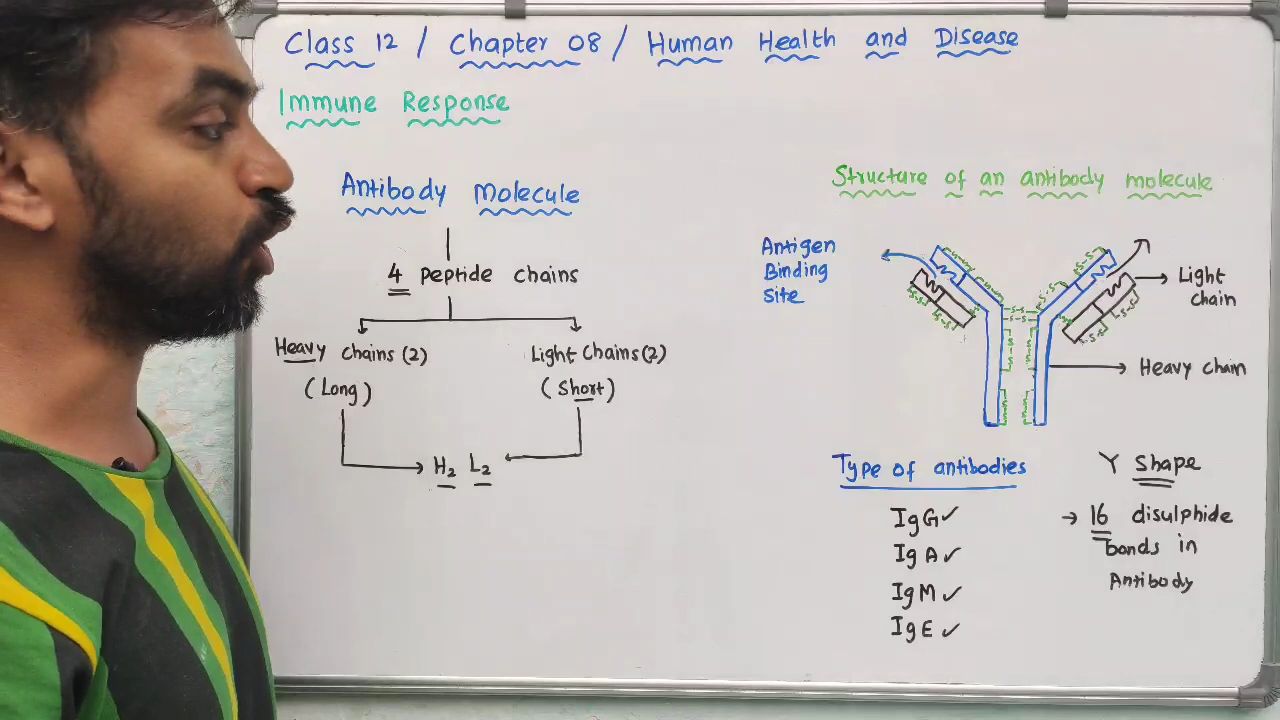 Class 12 / Chapter 08 / Human Health and Disease
Immune Response
Antibody Molecule
4 Peptide chains
Heavy chains (2)
Light Chains (2)
(Long)
(Short)
H₂ L₂
Structure of an antibody molecule
Antigen
Binding
Site
Light
chain
Heavy chain
Type of antibodies
IgG✓
IgA✓
IgM✓
IgE✓
Y Shape
→ 16 disulphide
bonds in
Antibody